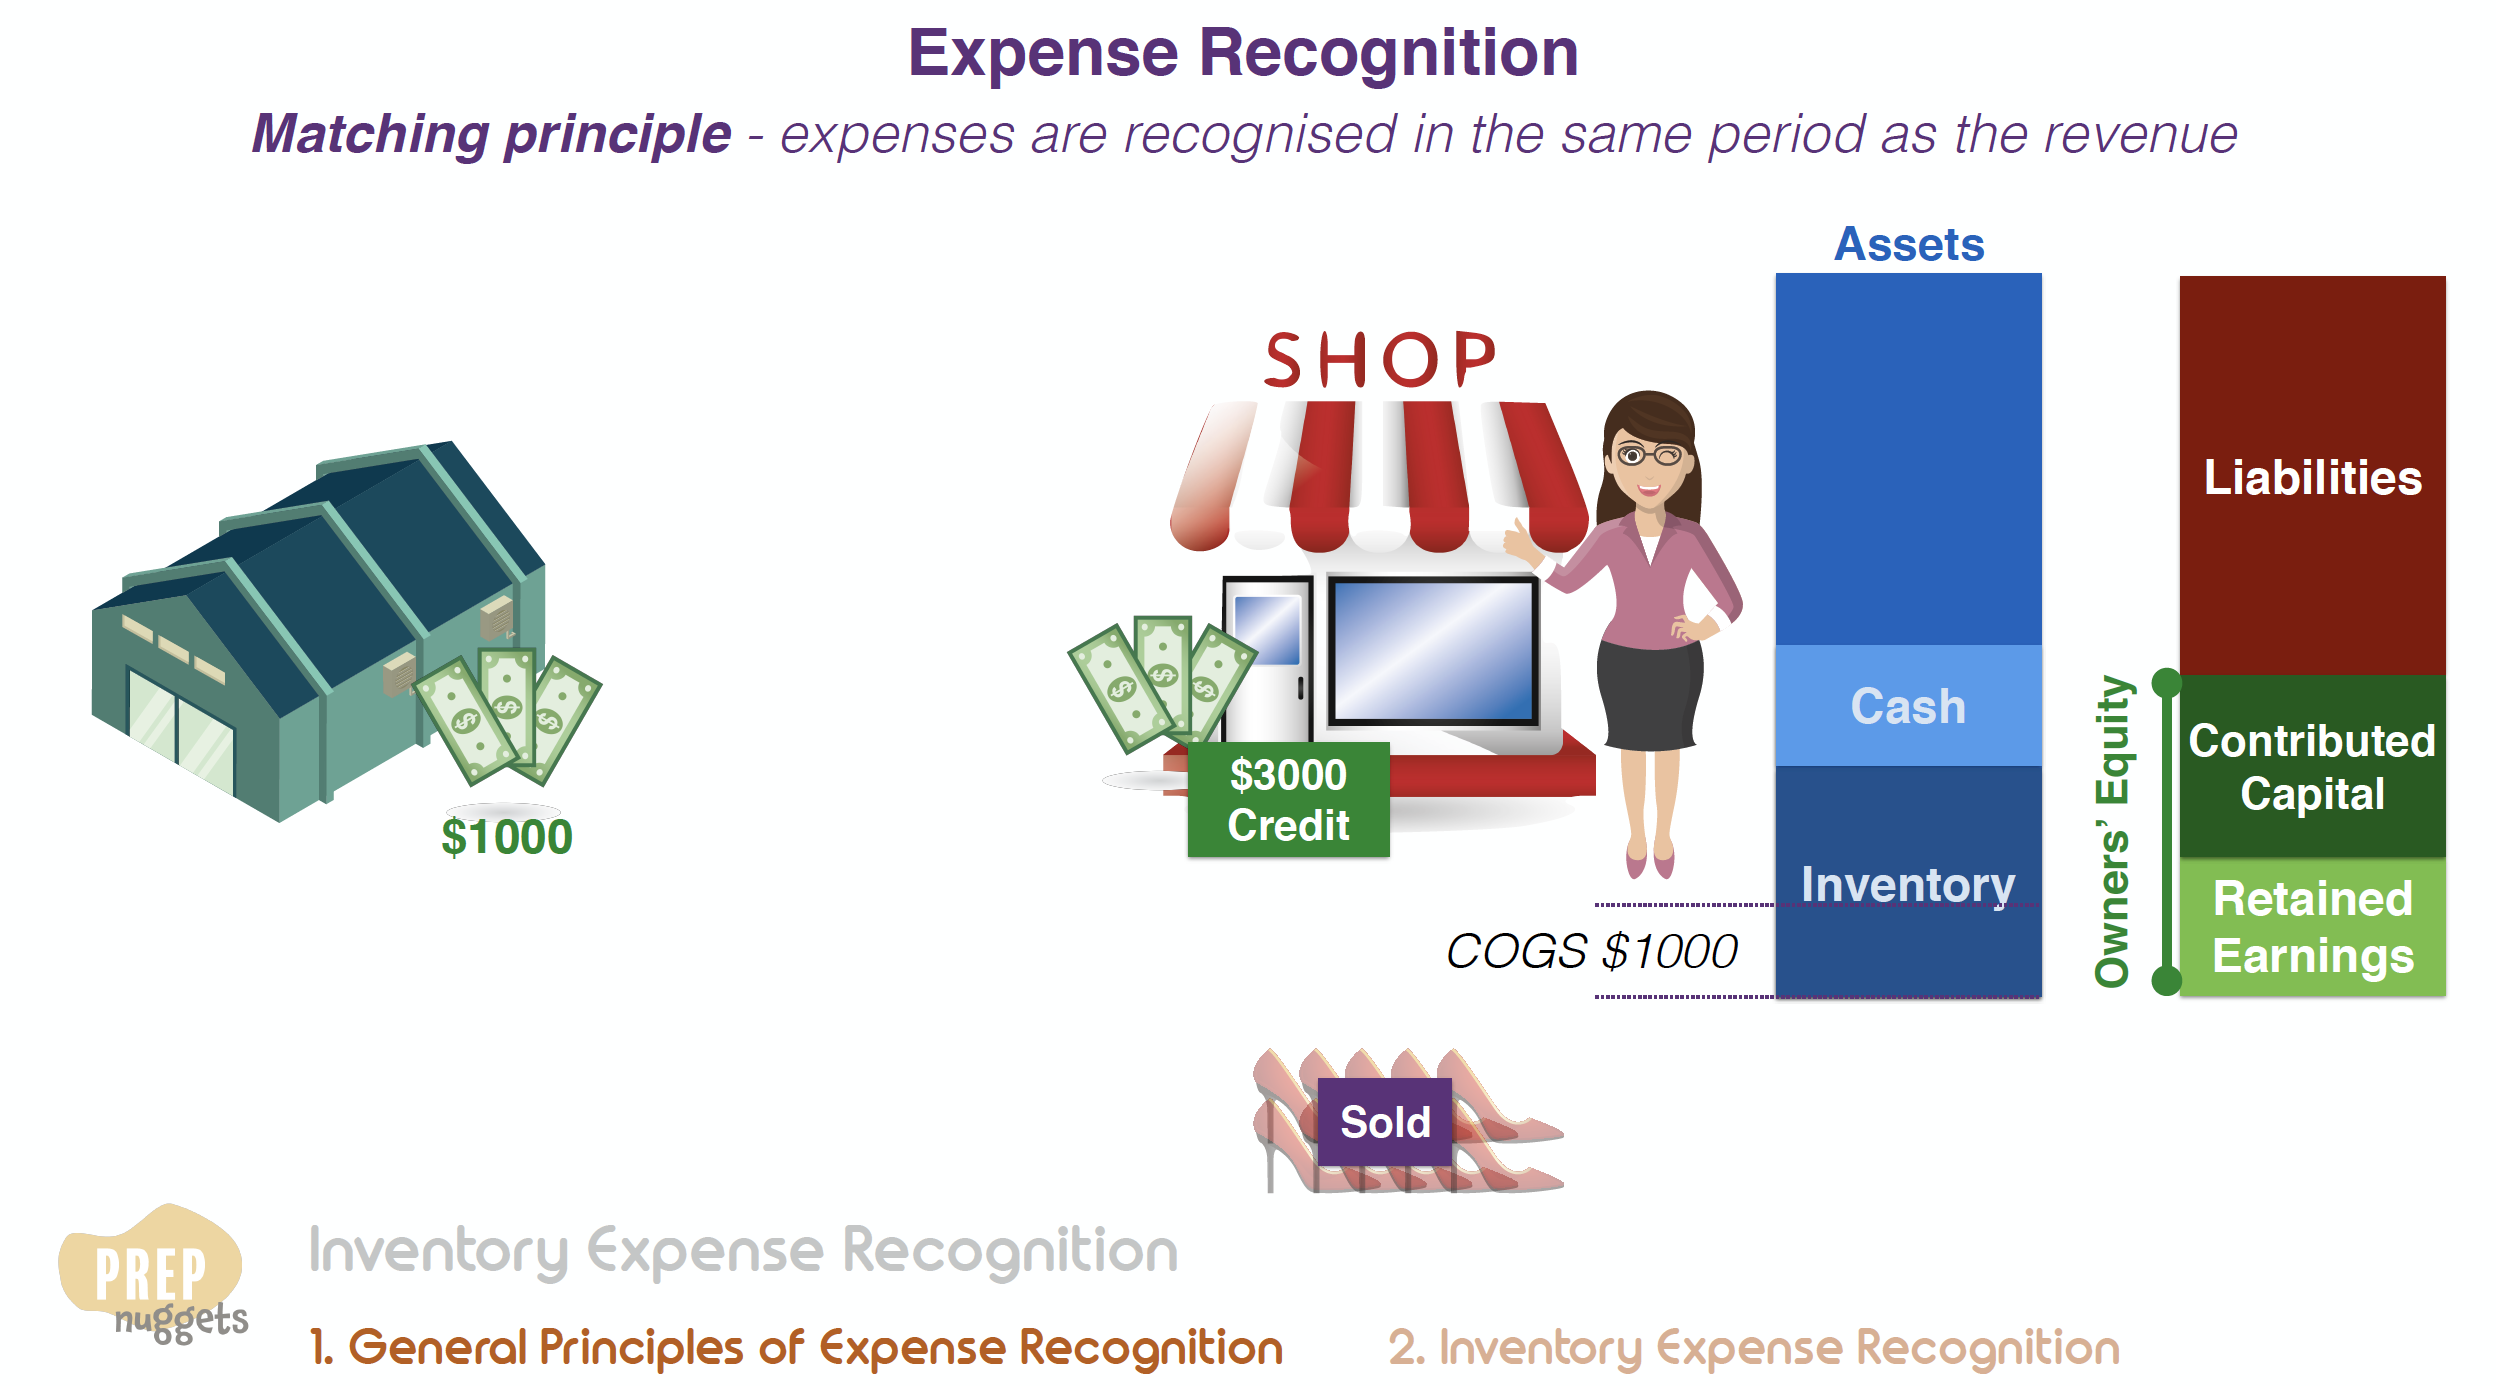 Expense Recognition
Matching principle - expenses are recognised in the same period as the revenue
Assets
SHOP
Liabilities
Cash
Contributed
Capital
Owners' Equity
$3000
Credit
$1000
Inventory
Retained
Earnings
COGS $1000
Sold
PREP
nuggets
Inventory Expense Recognition
1. General Principles of Expense Recognition
2. Inventory Expense Recognition